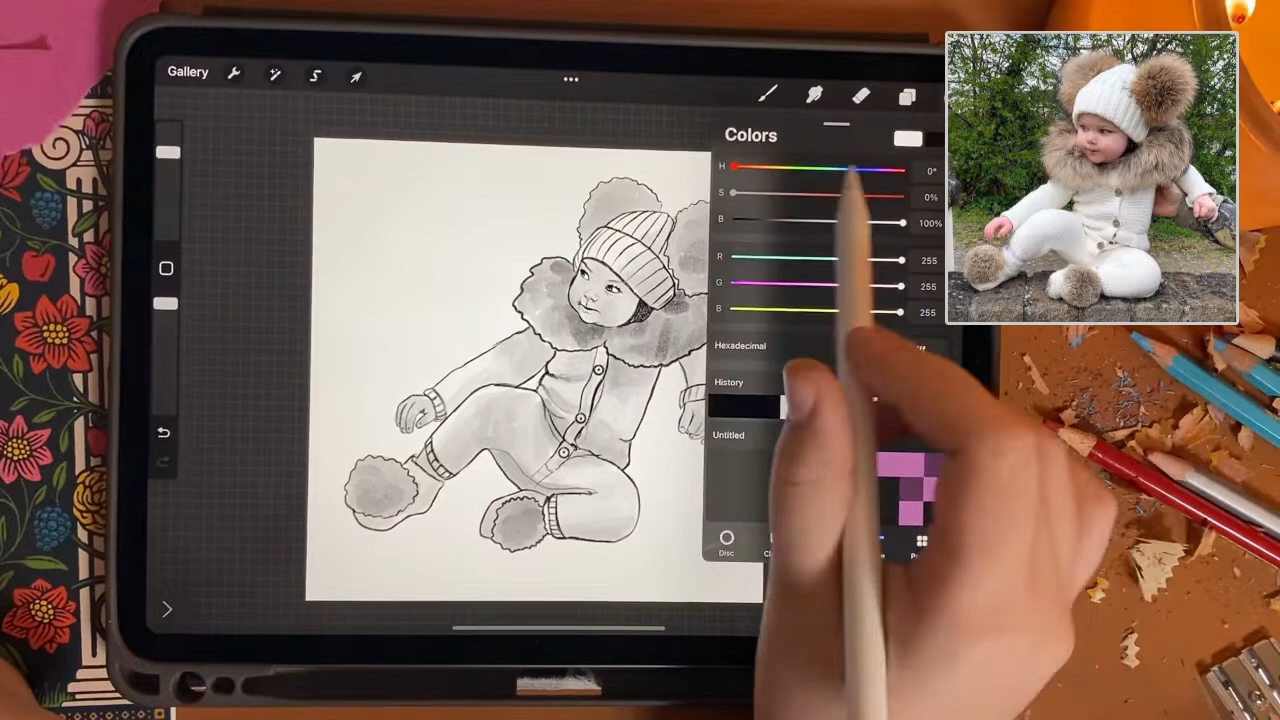 Gallery
Colors
H 0°
S 0%
B 100%
R 255
G 255
B 255
Hexadecimal
History
Untitled
Disc